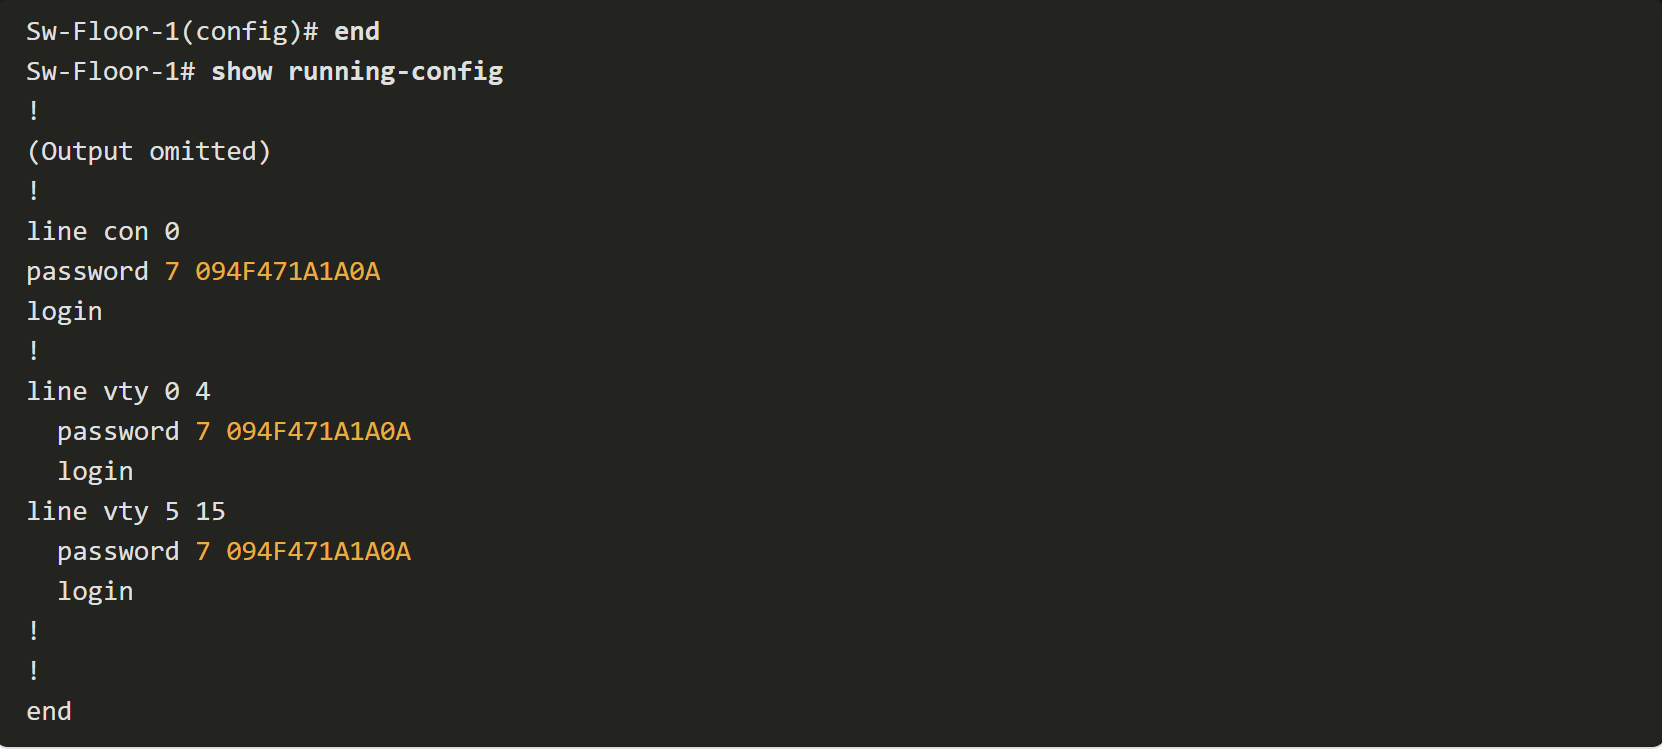 Sw-Floor-1(config)# end
Sw-Floor-1# show running-config
!
(Output omitted)
!
line con 0
password 7 094F471A1A0A
login
!
line vty 0 4
  password 7 094F471A1A0A
  login
line vty 5 15
  password 7 094F471A1A0A
  login
!
!
end